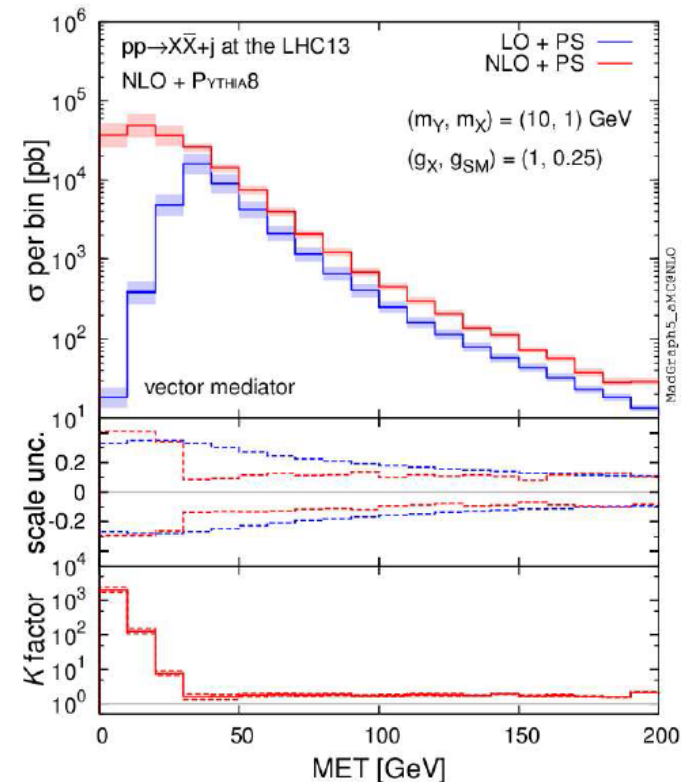 pp→XX̄+j at the LHC13
NLO + PYTHIA8
LO + PS
NLO + PS
(mY, mX) = (10, 1) GeV
(gX, gSM) = (1, 0.25)
vector mediator
σ per bin [pb]
10^6
10^5
10^4
10^3
10^2
10^1
MadGraph5_aMC@NLO
scale unc.
0.2
0
-0.2
K factor
10^4
10^3
10^2
10^1
10^0
0 50 100 150 200
MET [GeV]